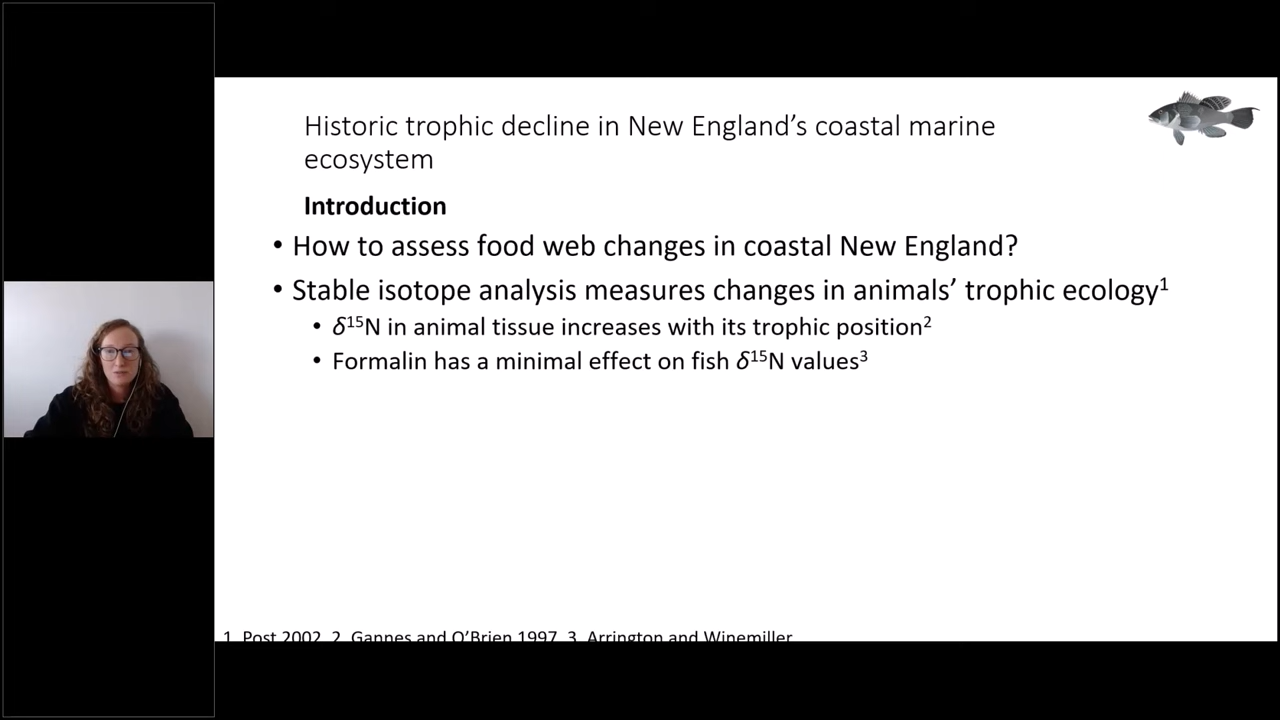 Historic trophic decline in New England’s coastal marine
ecosystem
Introduction
• How to assess food web changes in coastal New England?
• Stable isotope analysis measures changes in animals’ trophic ecology¹
• δ¹⁵N in animal tissue increases with its trophic position²
• Formalin has a minimal effect on fish δ¹⁵N values³
1. Post 2002. 2. Gannes and O’Brien 1997. 3. Arrington and Winemiller